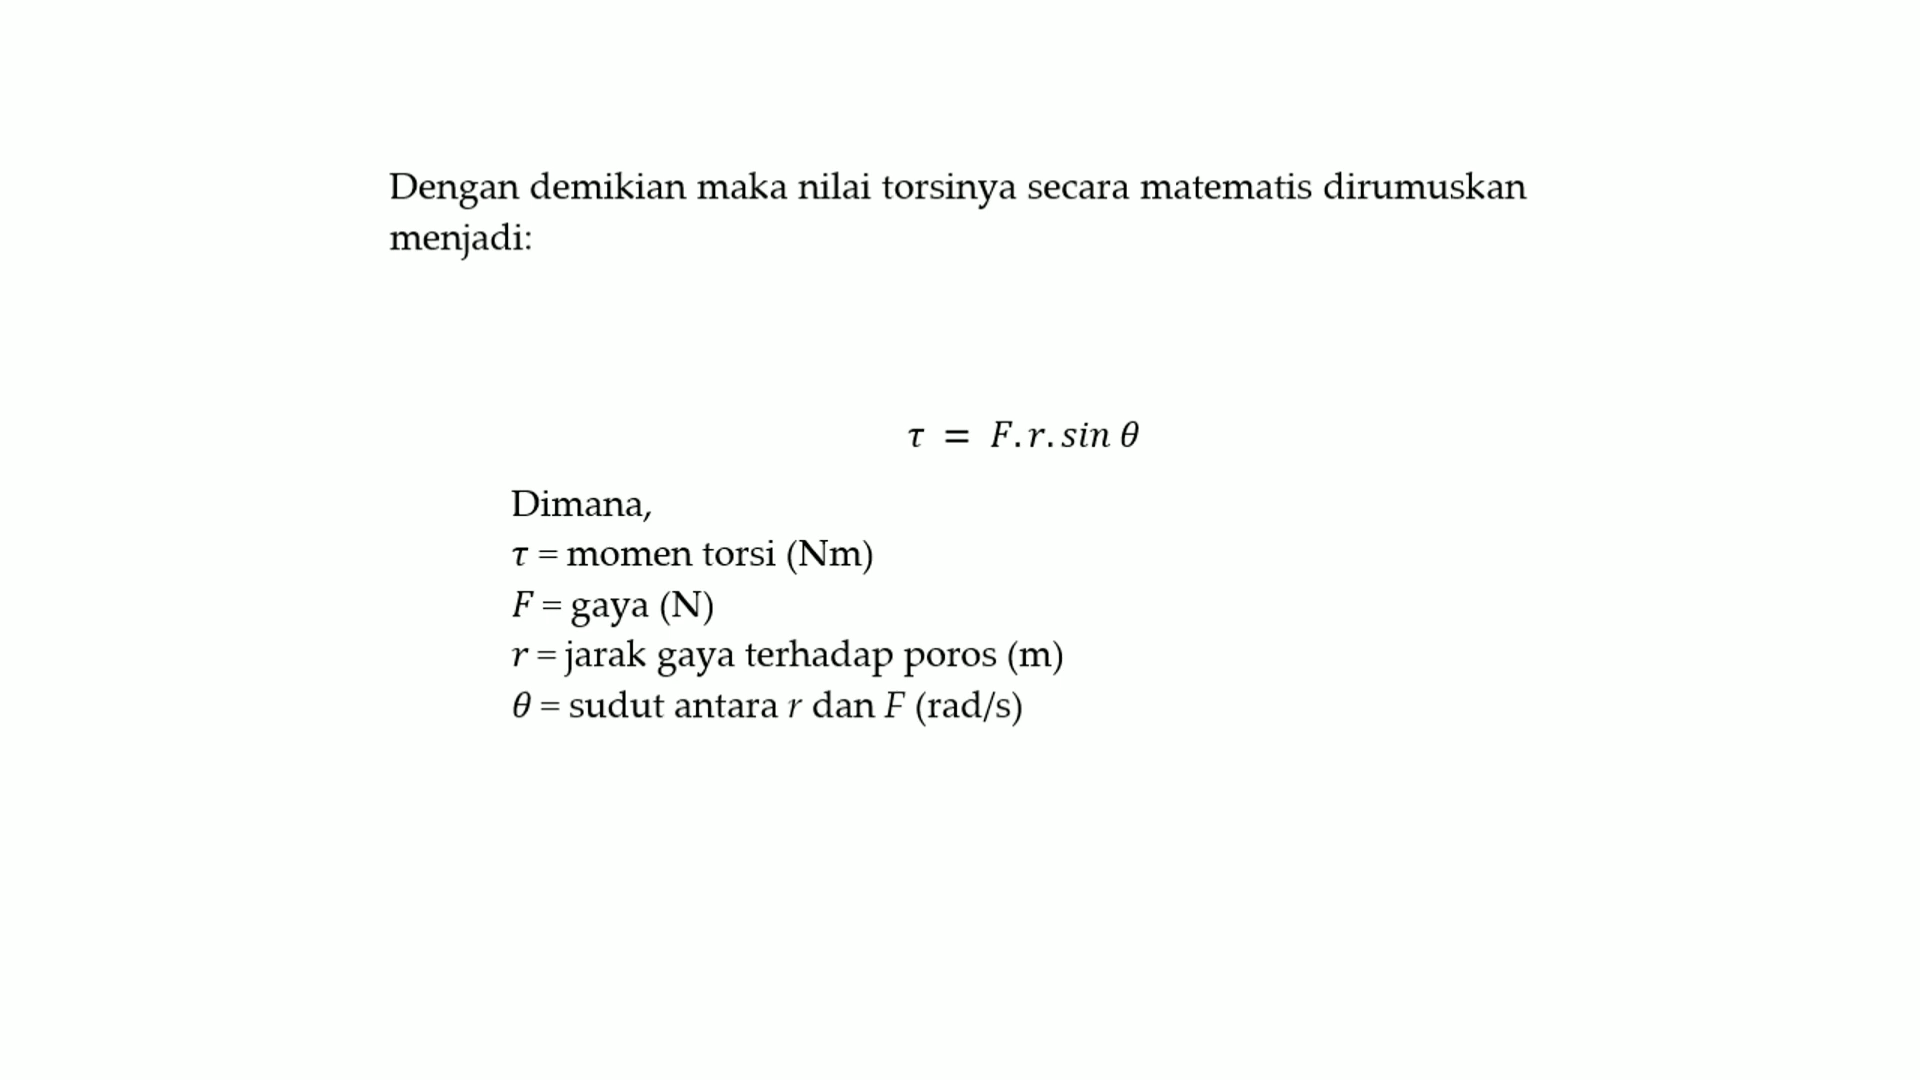 Dengan demikian maka nilai torsinya secara matematis dirumuskan
menjadi:
τ = F.r.sin θ
Dimana,
τ = momen torsi (Nm)
F = gaya (N)
r = jarak gaya terhadap poros (m)
θ = sudut antara r dan F (rad/s)